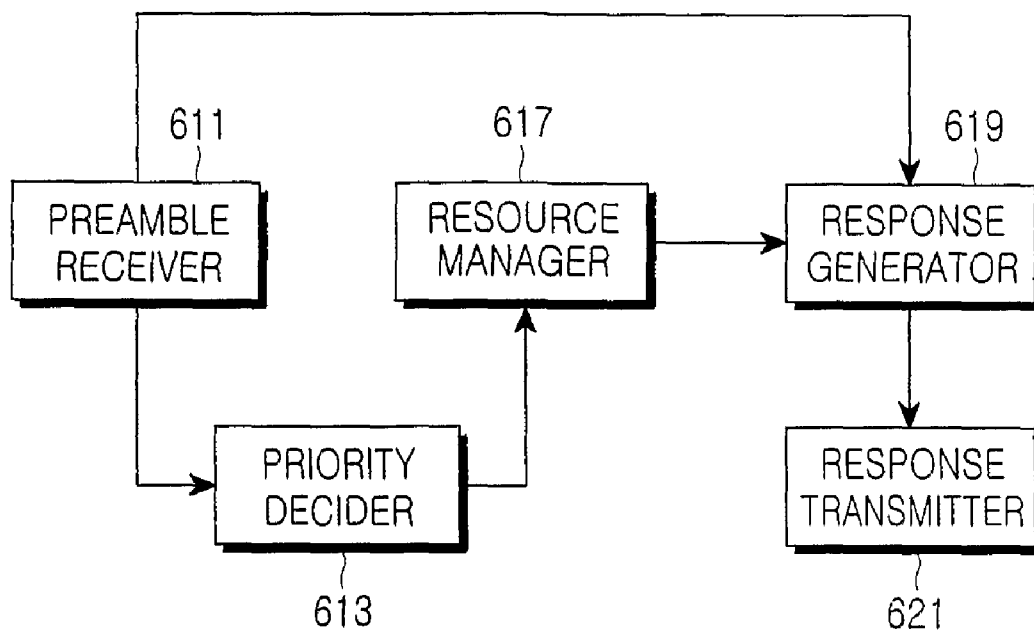 611
PREAMBLE
RECEIVER
617
RESOURCE
MANAGER
619
RESPONSE
GENERATOR
PRIORITY
DECIDER
613
RESPONSE
TRANSMITTER
621